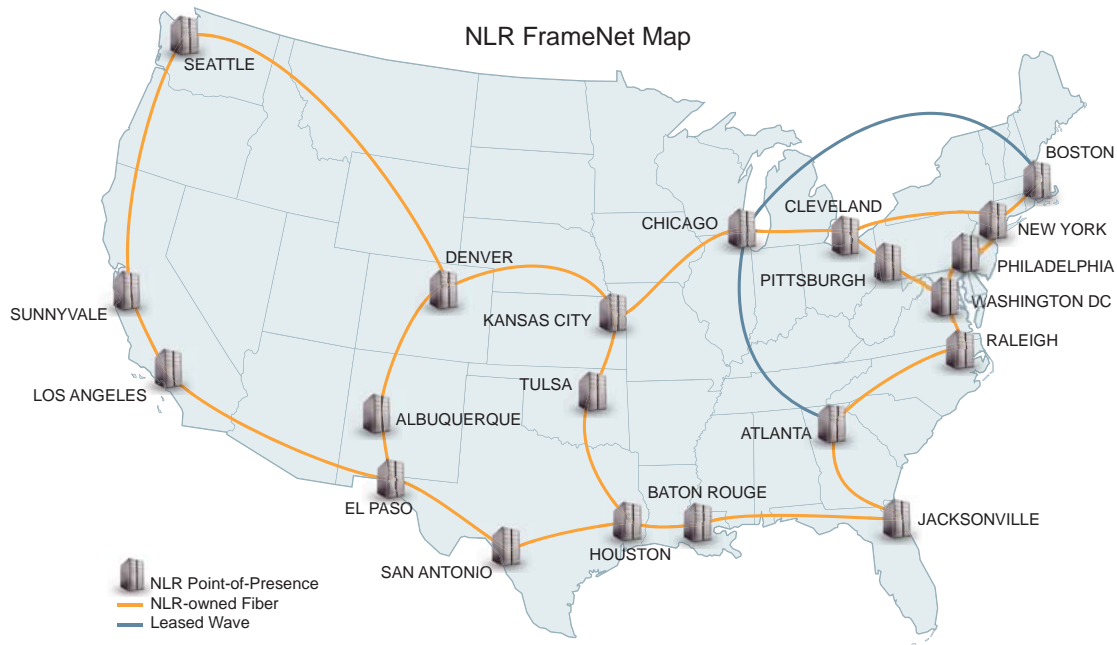 NLR FrameNet Map
SEATTLE
BOSTON
CLEVELAND
CHICAGO
NEW YORK
DENVER
PHILADELPHIA
PITTSBURGH
WASHINGTON DC
SUNNYVALE
KANSAS CITY
RALEIGH
TULSA
LOS ANGELES
ALBUQUERQUE
ATLANTA
BATON ROUGE
EL PASO
JACKSONVILLE
HOUSTON
SAN ANTONIO
NLR Point-of-Presence
NLR-owned Fiber
Leased Wave